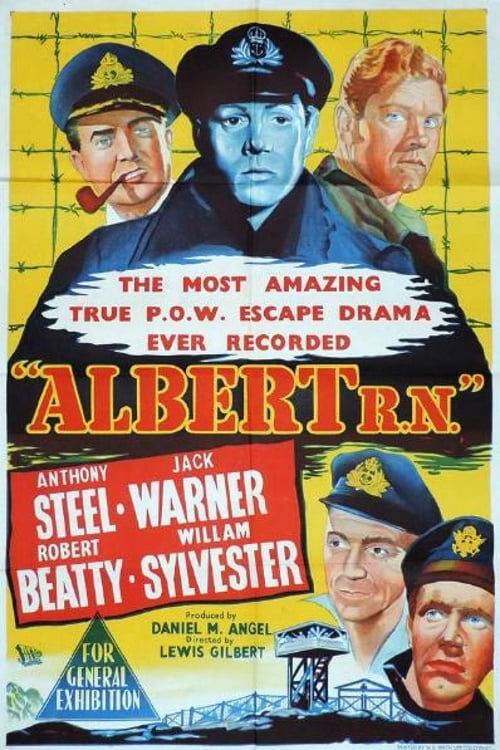 THE MOST AMAZING
TRUE P.O.W. ESCAPE DRAMA
EVER RECORDED
"ALBERT R.N."
ANTHONY STEEL · JACK WARNER
ROBERT BEATTY · WILLAM SYLVESTER
Produced by
DANIEL M. ANGEL
Directed by
LEWIS GILBERT
FOR
GENERAL
EXHIBITION